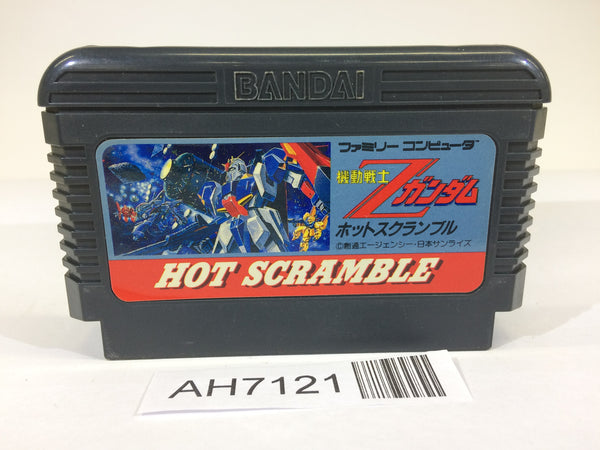 BANDAI
ファミリー コンピュータ
機動戦士
Zガンダム
ホットスクランブル
©創通エージェンシー・日本サンライズ
HOT SCRAMBLE
AH7121